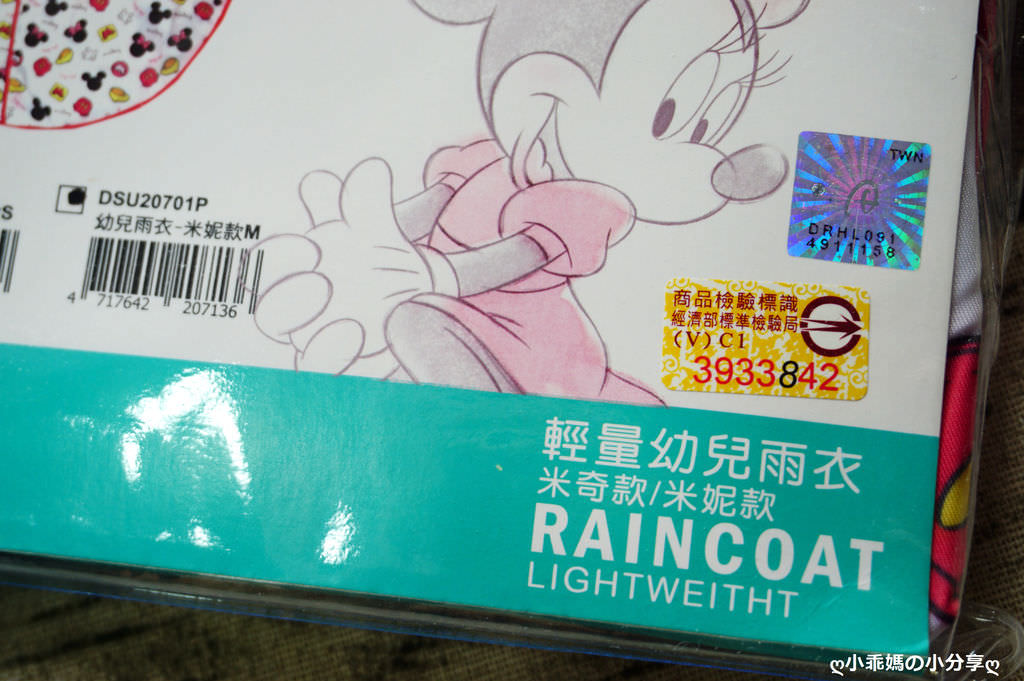 DSU20701P
幼兒雨衣-米妮款M
4 717642 207136
TWN
DRHL091
4911158
商品檢驗標識
經濟部標準檢驗局
(V) C1
3933842
輕量幼兒雨衣
米奇款/米妮款
RAINCOAT
LIGHTWEITHT
ღ小乖媽の小分享ღ